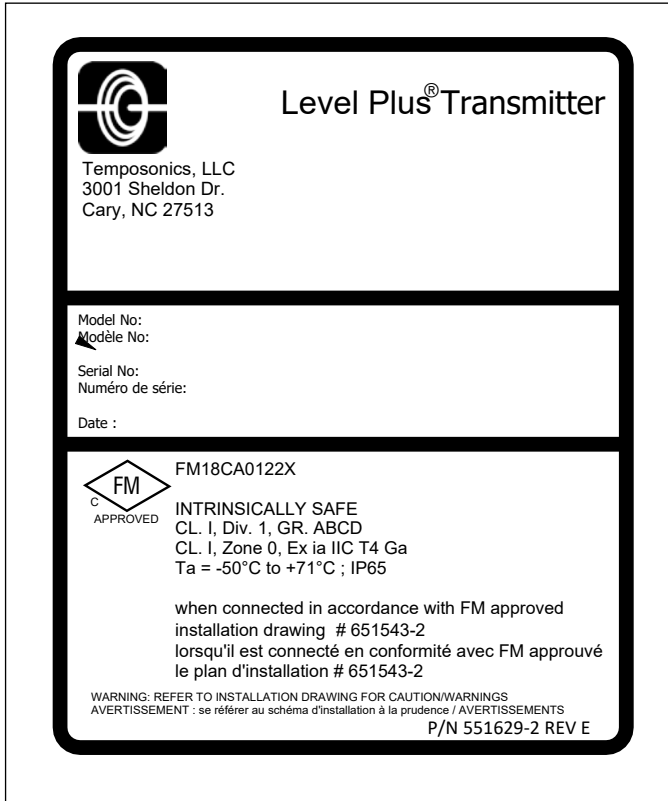 Level Plus® Transmitter
Temposonics, LLC
3001 Sheldon Dr.
Cary, NC 27513
Model No:
Modèle No:
Serial No:
Numéro de série:
Date :
FM
C
APPROVED
FM18CA0122X
INTRINSICALLY SAFE
CL. I, Div. 1, GR. ABCD
CL. I, Zone 0, Ex ia IIC T4 Ga
Ta = -50°C to +71°C ; IP65
when connected in accordance with FM approved
installation drawing # 651543-2
lorsqu'il est connecté en conformité avec FM approuvé
le plan d'installation # 651543-2
WARNING: REFER TO INSTALLATION DRAWING FOR CAUTION/WARNINGS
AVERTISSEMENT : se référer au schéma d'installation à la prudence / AVERTISSEMENTS
P/N 551629-2 REV E